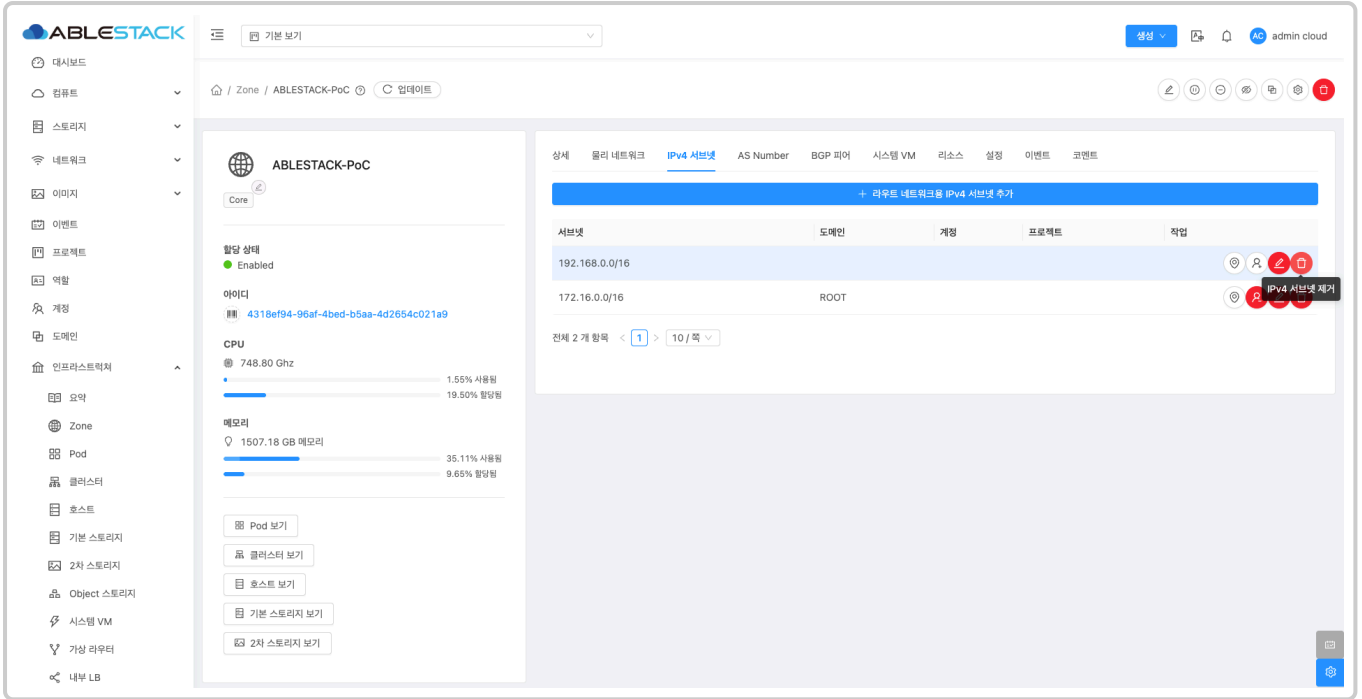 ABLESTACK
기본 보기
생성
AC admin cloud
대시보드
컴퓨트
스토리지
네트워크
이미지
이벤트
프로젝트
역할
계정
도메인
인프라스트럭쳐
요약
Zone
Pod
클러스터
호스트
기본 스토리지
2차 스토리지
Object 스토리지
시스템 VM
가상 라우터
내부 LB
/ Zone / ABLESTACK-PoC 업데이트
ABLESTACK-PoC
Core
할당 상태
Enabled
아이디
4318ef94-96af-4bed-b5aa-4d2654c021a9
CPU
748.80 Ghz
1.55% 사용됨
19.50% 할당됨
메모리
1507.18 GB 메모리
35.11% 사용됨
9.65% 할당됨
Pod 보기
클러스터 보기
호스트 보기
기본 스토리지 보기
2차 스토리지 보기
상세 물리 네트워크 IPv4 서브넷 AS Number BGP 피어 시스템 VM 리소스 설정 이벤트 코멘트
+ 라우트 네트워크용 IPv4 서브넷 추가
서브넷 도메인 계정 프로젝트 작업
192.168.0.0/16
IPv4 서브넷 제거
172.16.0.0/16 ROOT
전체 2 개 항목 < 1 > 10 / 쪽